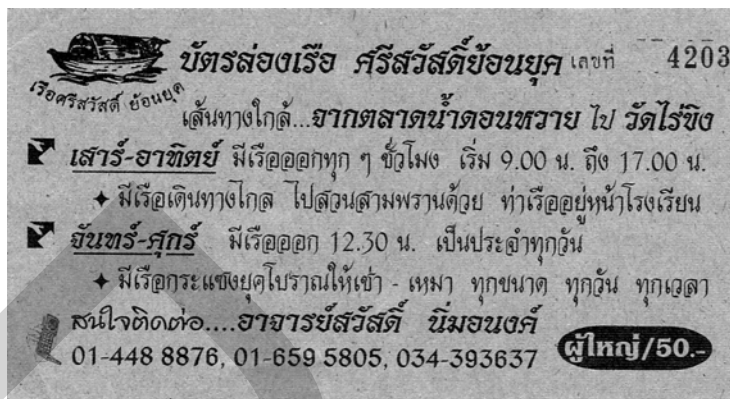 บัตรล่องเรือ ศรีสวัสดิ์ย้อนยุค เลขที่ 4203
เรือศรีสวัสดิ์ ย้อนยุค
เส้นทางใกล้...จากตลาดน้ำดอนหวาย ไป วัดไร่ขิง
เสาร์-อาทิตย์ มีเรือออกทุก ๆ ชั่วโมง เริ่ม 9.00 น. ถึง 17.00 น.
✦ มีเรือเดินทางไกล ไปสวนสามพรานด้วย ท่าเรืออยู่หน้าโรงเรียน
จันทร์-ศุกร์ มีเรือออก 12.30 น. เป็นประจำทุกวัน
✦ มีเรือกระแชงยุคโบราณให้เช่า - เหมา ทุกขนาด ทุกวัน ทุกเวลา
สนใจติดต่อ....อาจารย์สวัสดิ์ นิ่มอนงค์
01-448 8876, 01-659 5805, 034-393637 ผู้ใหญ่/50.-